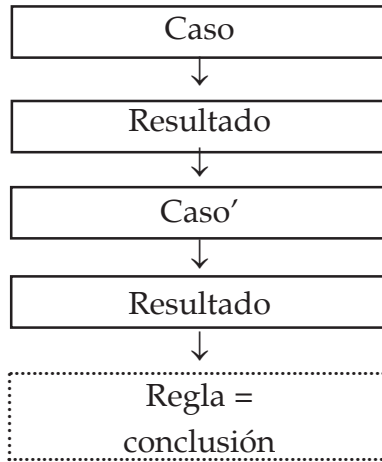 Caso
↓
Resultado
↓
Caso’
↓
Resultado
↓
Regla =
conclusión